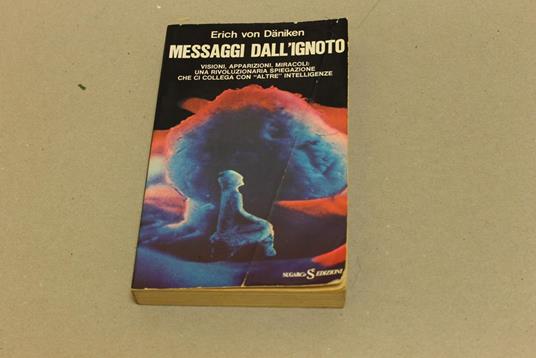 Erich von Däniken
MESSAGGI DALL'IGNOTO
VISIONI, APPARIZIONI, MIRACOLI:
UNA RIVOLUZIONARIA SPIEGAZIONE
CHE CI COLLEGA CON "ALTRE" INTELLIGENZE
SUGARCo S EDIZIONI